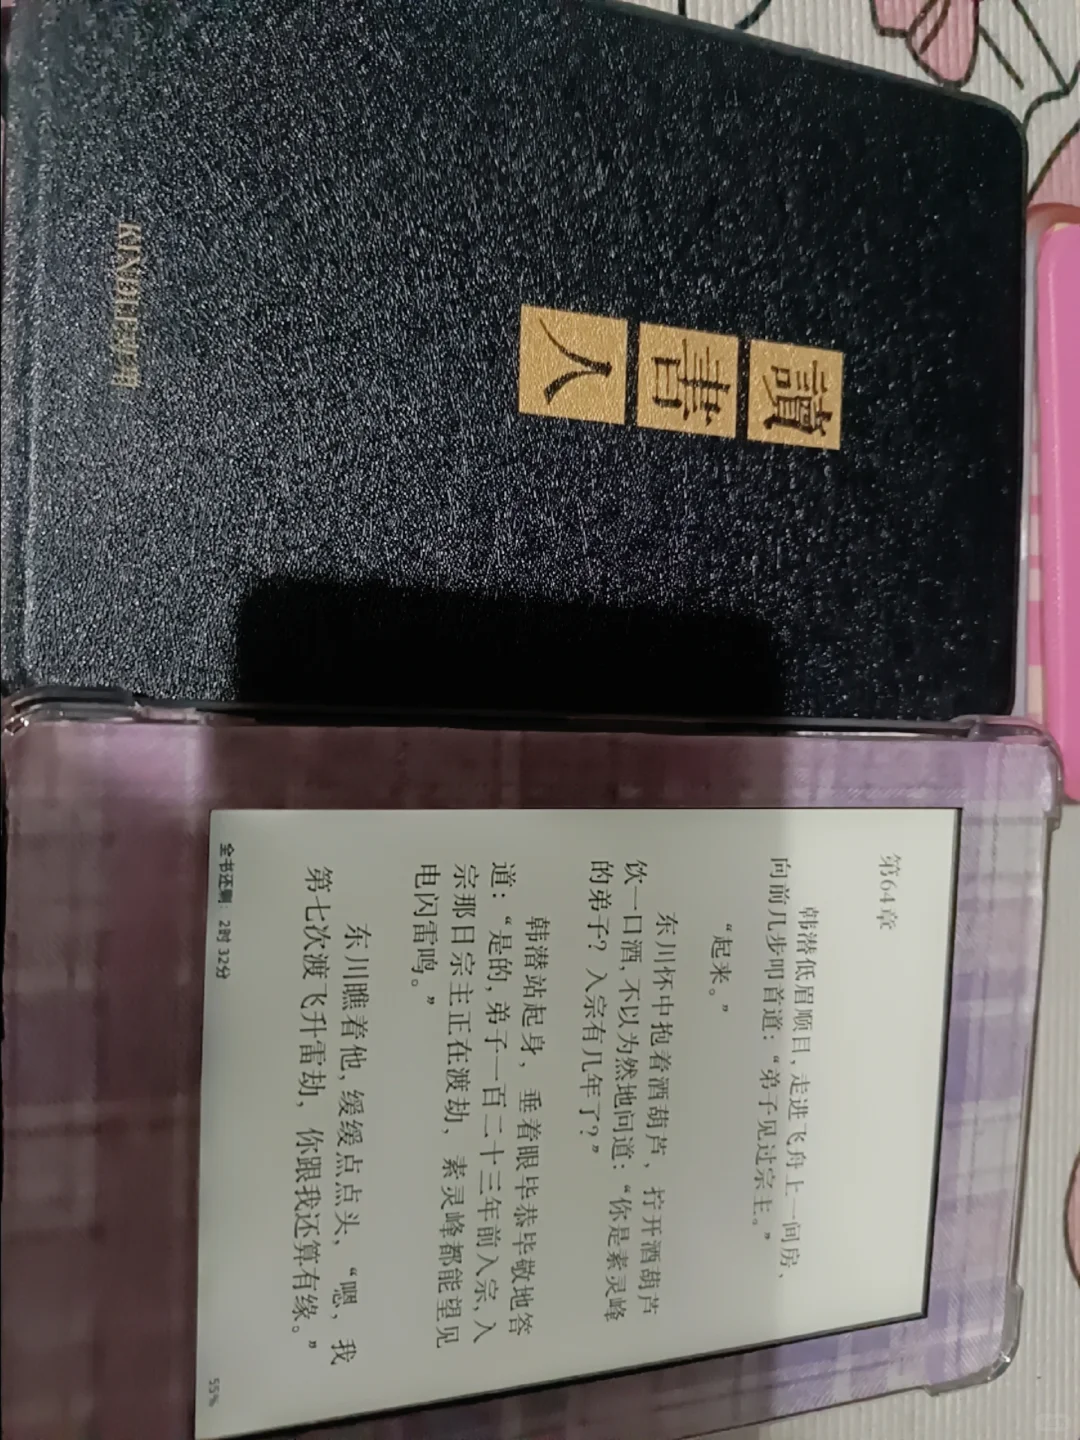 讀書人
第64章
韩潜低眉顺目，走进飞舟上一间房，
向前几步叩首道：“弟子见过宗主。”
“起来。”
东川怀中抱着酒葫芦，拧开酒葫芦
饮一口酒，不以为然地问道：“你是素灵峰
的弟子？入宗有几年了？”
韩潜站起身，垂着眼毕恭毕敬地答
道：“是的，弟子一百二十三年前入宗，入
宗那日宗主正在渡劫，素灵峰都能望见
电闪雷鸣。”
东川瞧着他，缓缓点点头，“嗯，我
第七次渡飞升雷劫，你跟我还算有缘。”
全书还剩：2时 32分
55%